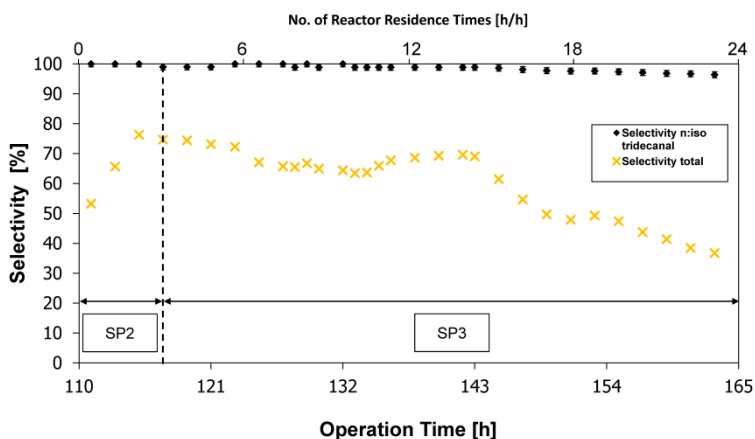 No. of Reactor Residence Times [h/h]
0 6 12 18 24
100
90
80
70
60
50
40
30
20
10
0
Selectivity [%]
Selectivity n:iso
tridecanal
Selectivity total
SP2
SP3
110 121 132 143 154 165
Operation Time [h]